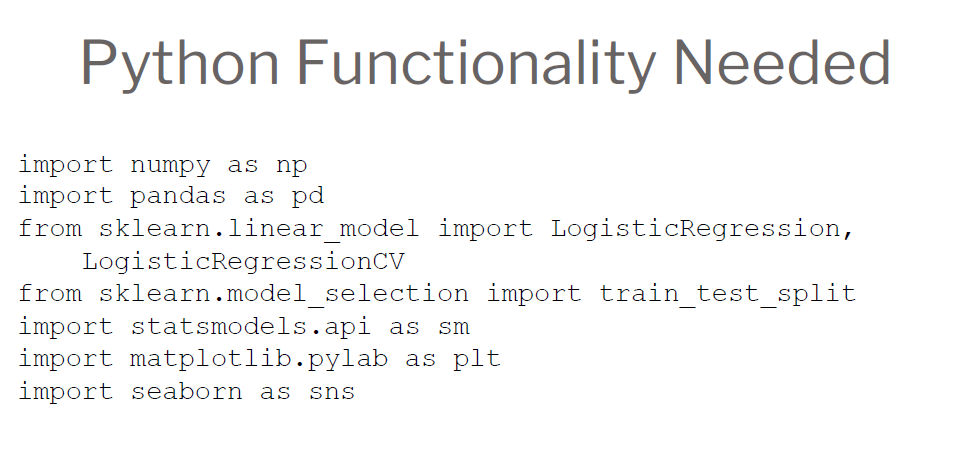 Python Functionality Needed
import numpy as np
import pandas as pd
from sklearn.linear_model import LogisticRegression,
LogisticRegressionCV
from sklearn.model_selection import train_test_split
import statsmodels.api as sm
import matplotlib.pylab as plt
import seaborn as sns